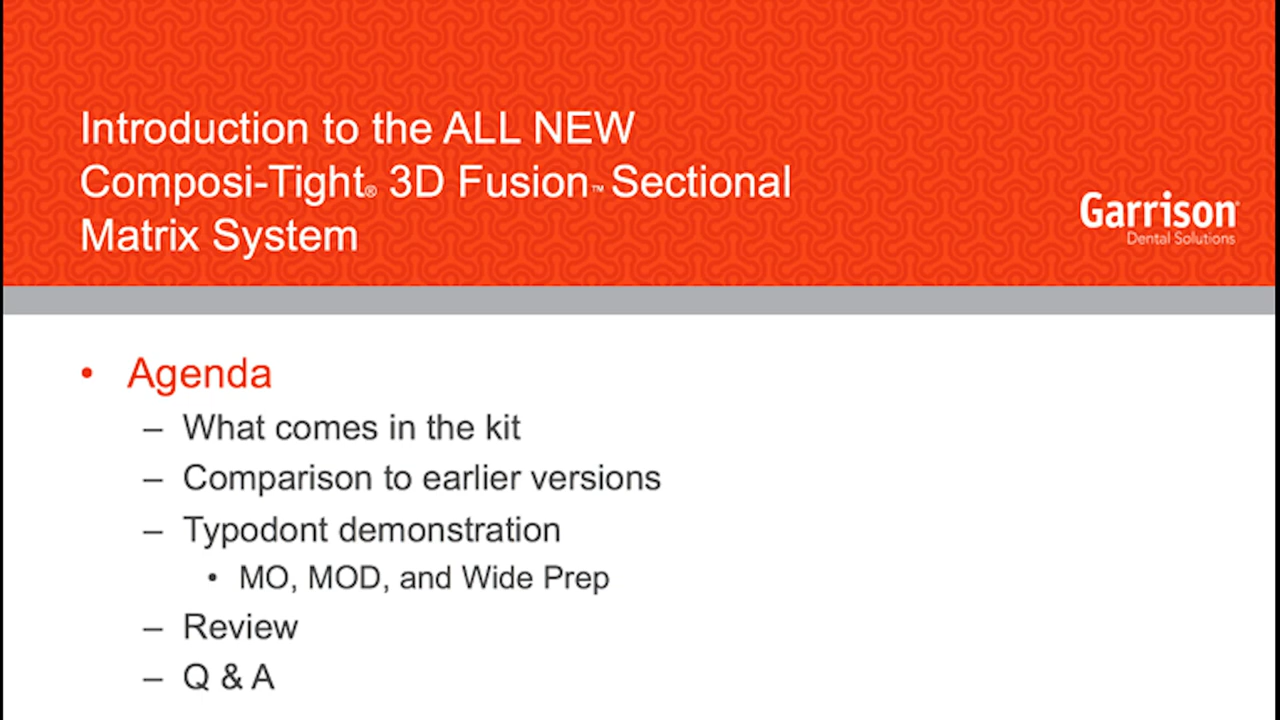 Introduction to the ALL NEW
Composi-Tight® 3D Fusion™ Sectional
Matrix System
Garrison®
Dental Solutions
• Agenda
– What comes in the kit
– Comparison to earlier versions
– Typodont demonstration
• MO, MOD, and Wide Prep
– Review
– Q & A